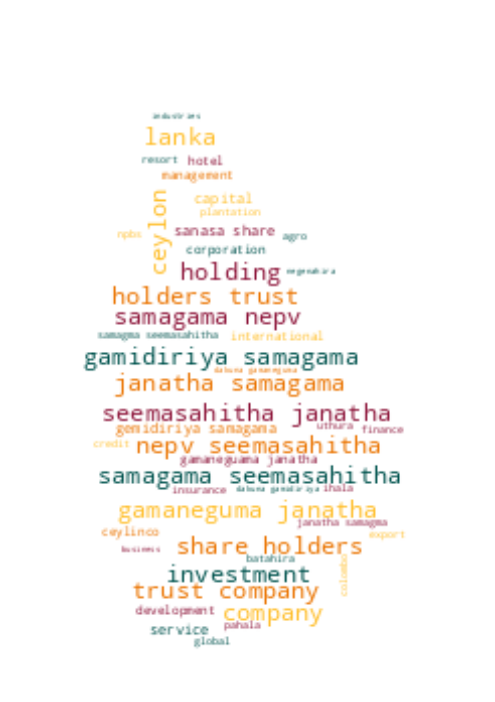 industries
lanka
resort hotel
management
ceylon
capital
plantation
npbs sanasa share agro
corporation
holding negenahira
holders trust
samagama nepv
samagma seemasahitha international
gamidiriya samagama
dakuna gamaneguma
janatha samagama
seemasahitha janatha
gemidiriya samagama uthura finance
credit nepv seemasahitha
gamaneguama janatha
samagama seemasahitha
insurance dakuna gamadiriya ihala
gamaneguma janatha
janatha samagma
ceylinco export
business share holders
batahira
investment colombo
trust company
development company
service pahala
global